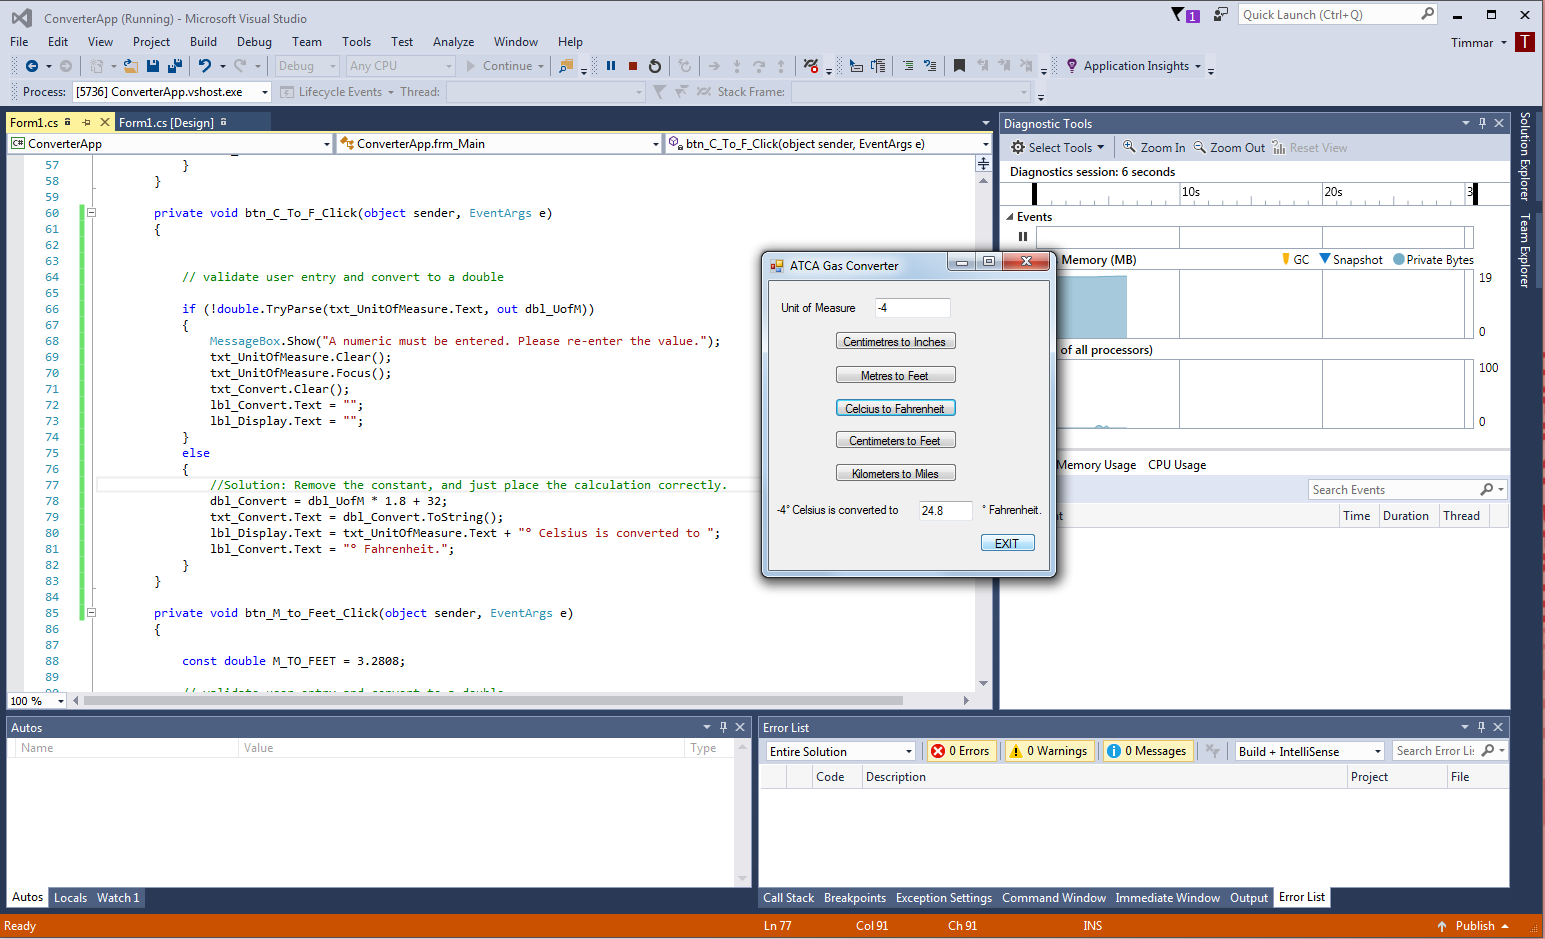 ConverterApp (Running) - Microsoft Visual Studio
1
Quick Launch (Ctrl+Q)
File Edit View Project Build Debug Team Tools Test Analyze Window Help
Timmar T
Debug Any CPU Continue Application Insights
Process: [5736] ConverterApp.vshost.exe Lifecycle Events Thread: Stack Frame:
Form1.cs Form1.cs [Design]
C# ConverterApp ConverterApp.frm_Main btn_C_To_F_Click(object sender, EventArgs e)
57 }
58 }
59
60 private void btn_C_To_F_Click(object sender, EventArgs e)
61 {
62
63
64 // validate user entry and convert to a double
65
66 if (!double.TryParse(txt_UnitOfMeasure.Text, out dbl_UofM))
67 {
68 MessageBox.Show("A numeric must be entered. Please re-enter the value.");
69 txt_UnitOfMeasure.Clear();
70 txt_UnitOfMeasure.Focus();
71 txt_Convert.Clear();
72 lbl_Convert.Text = "";
73 lbl_Display.Text = "";
74 }
75 else
76 {
77 //Solution: Remove the constant, and just place the calculation correctly.
78 dbl_Convert = dbl_UofM * 1.8 + 32;
79 txt_Convert.Text = dbl_Convert.ToString();
80 lbl_Display.Text = txt_UnitOfMeasure.Text + "° Celsius is converted to ";
81 lbl_Convert.Text = "° Fahrenheit.";
82 }
83 }
84
85 private void btn_M_to_Feet_Click(object sender, EventArgs e)
86 {
87
88 const double M_TO_FEET = 3.2808;
89
90 // validate user entry and convert to a double
100 %
ATCA Gas Converter
Unit of Measure -4
Centimetres to Inches
Metres to Feet
Celcius to Fahrenheit
Centimeters to Feet
Kilometers to Miles
-4° Celsius is converted to 24.8 ° Fahrenheit.
EXIT
Diagnostic Tools
Select Tools Zoom In Zoom Out Reset View
Diagnostics session: 6 seconds
10s 20s 3
Events
Memory (MB) GC Snapshot Private Bytes
19
0
of all processors)
100
0
Memory Usage CPU Usage
Search Events
Time Duration Thread
Solution Explorer
Team Explorer
Autos
Name Value Type
Autos Locals Watch 1
Error List
Entire Solution 0 Errors 0 Warnings 0 Messages Build + IntelliSense Search Error Lis
Code Description Project File
Call Stack Breakpoints Exception Settings Command Window Immediate Window Output Error List
Ready Ln 77 Col 91 Ch 91 INS Publish